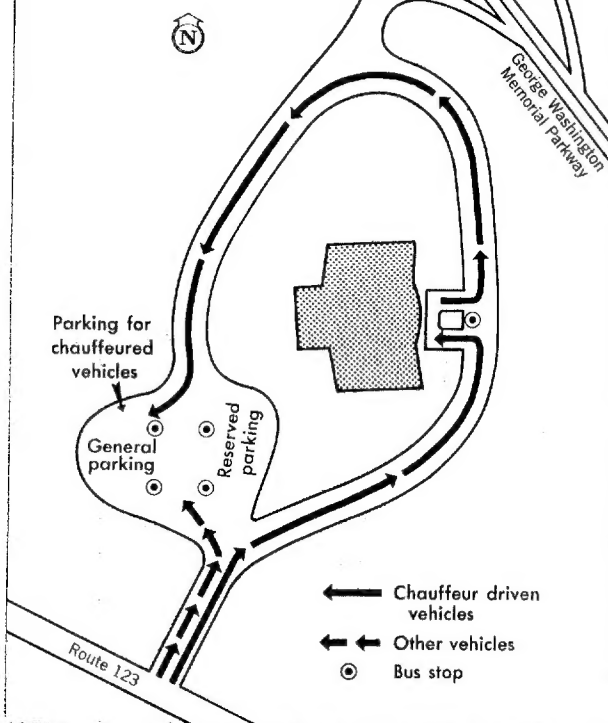 N
George Washington
Memorial Parkway
Parking for
chauffeured
vehicles
General
parking
Reserved
parking
Chauffeur driven
vehicles
Other vehicles
Bus stop
Route 123